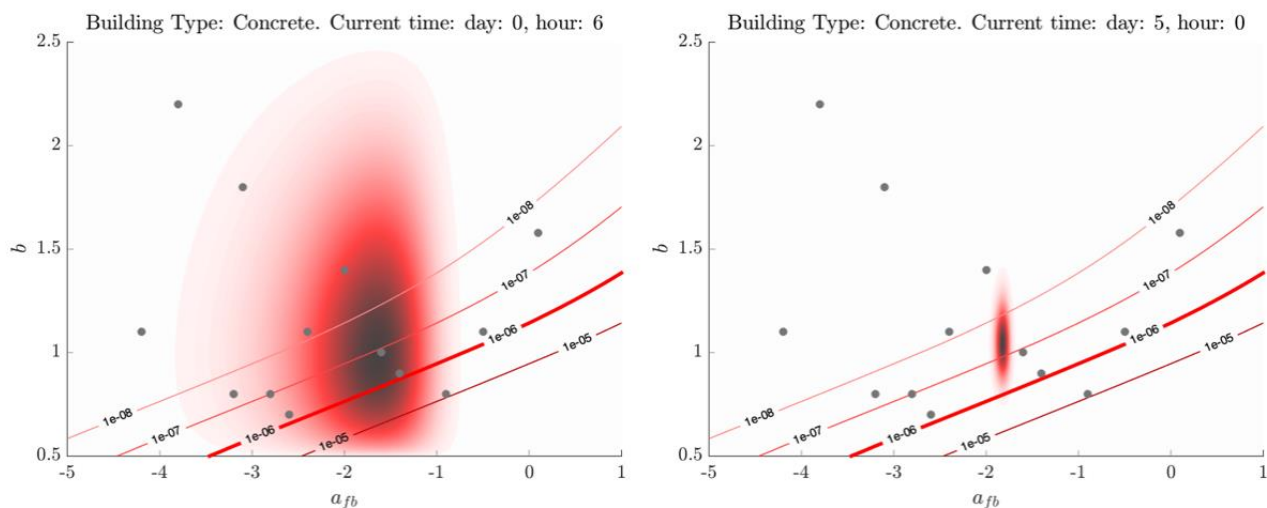 Building Type: Concrete. Current time: day: 0, hour: 6
2.5
2
1.5
1
0.5
b
-5 -4 -3 -2 -1 0 1
a_{fb}
1e-08
1e-07
1e-06
1e-05
1e-08
1e-07
1e-06
1e-05
Building Type: Concrete. Current time: day: 5, hour: 0
2.5
2
1.5
1
0.5
b
-5 -4 -3 -2 -1 0 1
a_{fb}
1e-08
1e-07
1e-06
1e-05
1e-08
1e-07
1e-06
1e-05